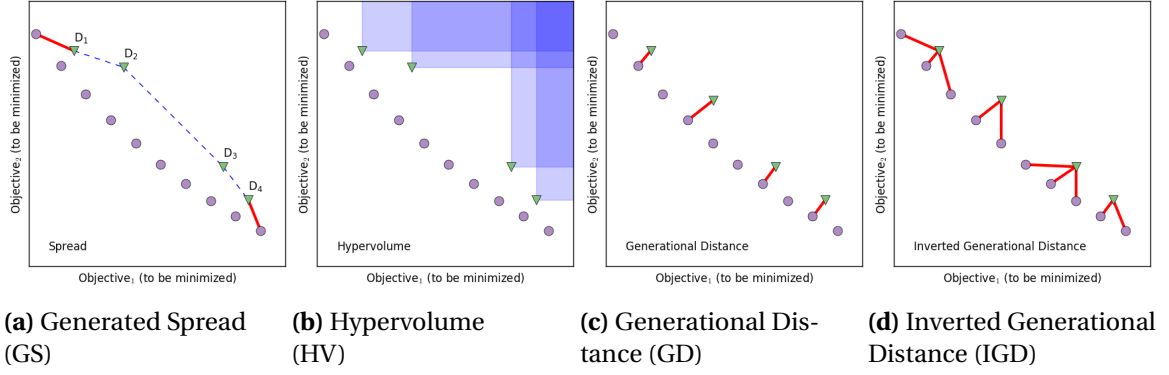 D₁
D₂
D₃
D₄
Objective₂ (to be minimized)
Spread
Objective₁ (to be minimized)
(a) Generated Spread
(GS)
Objective₂ (to be minimized)
Hypervolume
Objective₁ (to be minimized)
(b) Hypervolume
(HV)
Objective₂ (to be minimized)
Generational Distance
Objective₁ (to be minimized)
(c) Generational Dis-
tance (GD)
Objective₂ (to be minimized)
Inverted Generational Distance
Objective₁ (to be minimized)
(d) Inverted Generational
Distance (IGD)